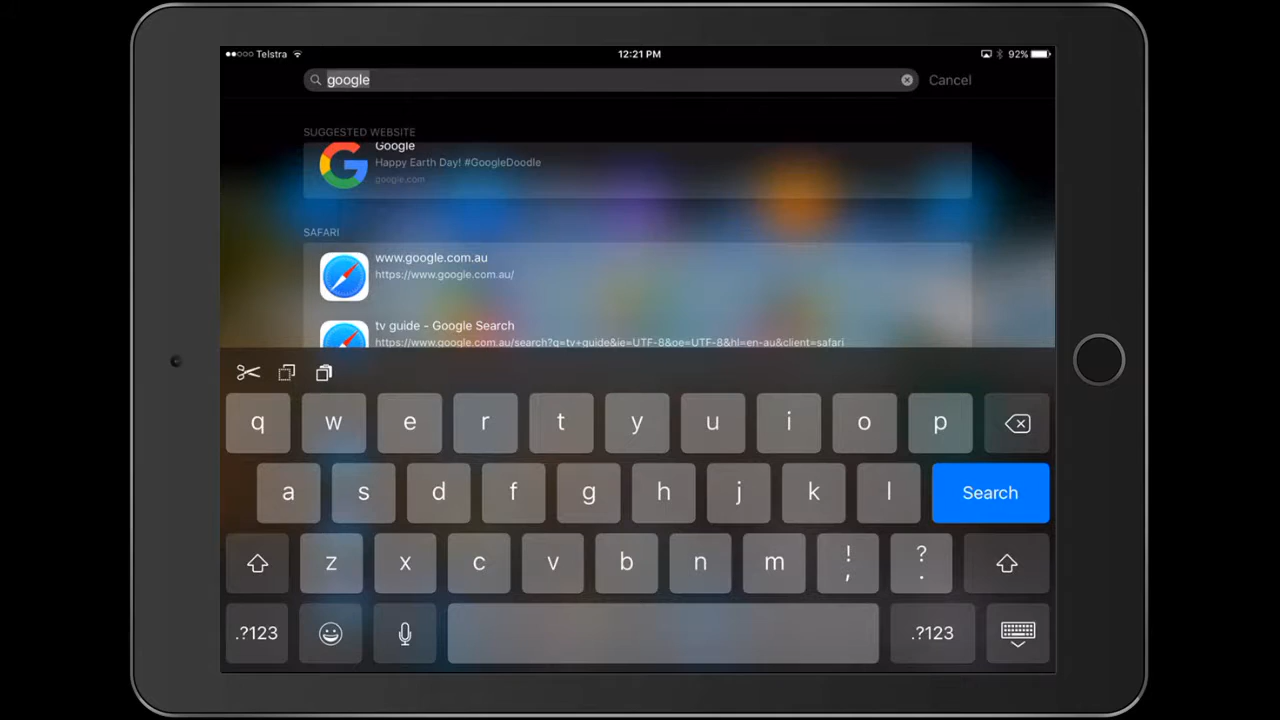 Telstra 12:21 PM 92%
google Cancel
SUGGESTED WEBSITE
Google
Happy Earth Day! #GoogleDoodle
google.com
SAFARI
www.google.com.au
https://www.google.com.au/
tv guide - Google Search
https://www.google.com.au/search?q=tv+guide&ie=UTF-8&oe=UTF-8&hl=en-au&client=safari
q w e r t y u i o p
a s d f g h j k l Search
z x c v b n m ! , ? .
.?123 .?123